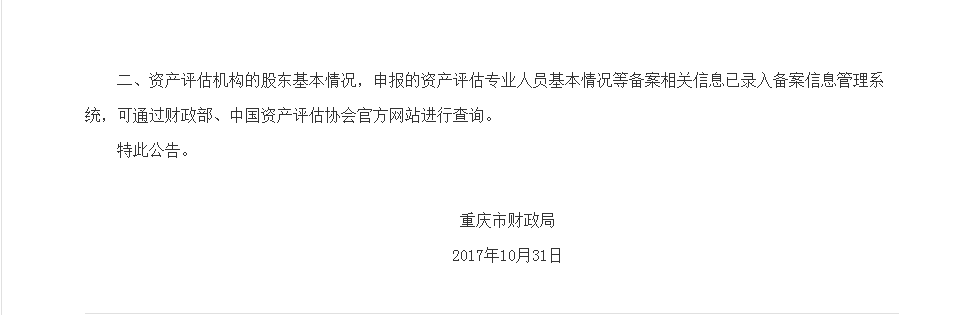 二、资产评估机构的股东基本情况，申报的资产评估专业人员基本情况等备案相关信息已录入备案信息管理系
统，可通过财政部、中国资产评估协会官方网站进行查询。
特此公告。
重庆市财政局
2017年10月31日